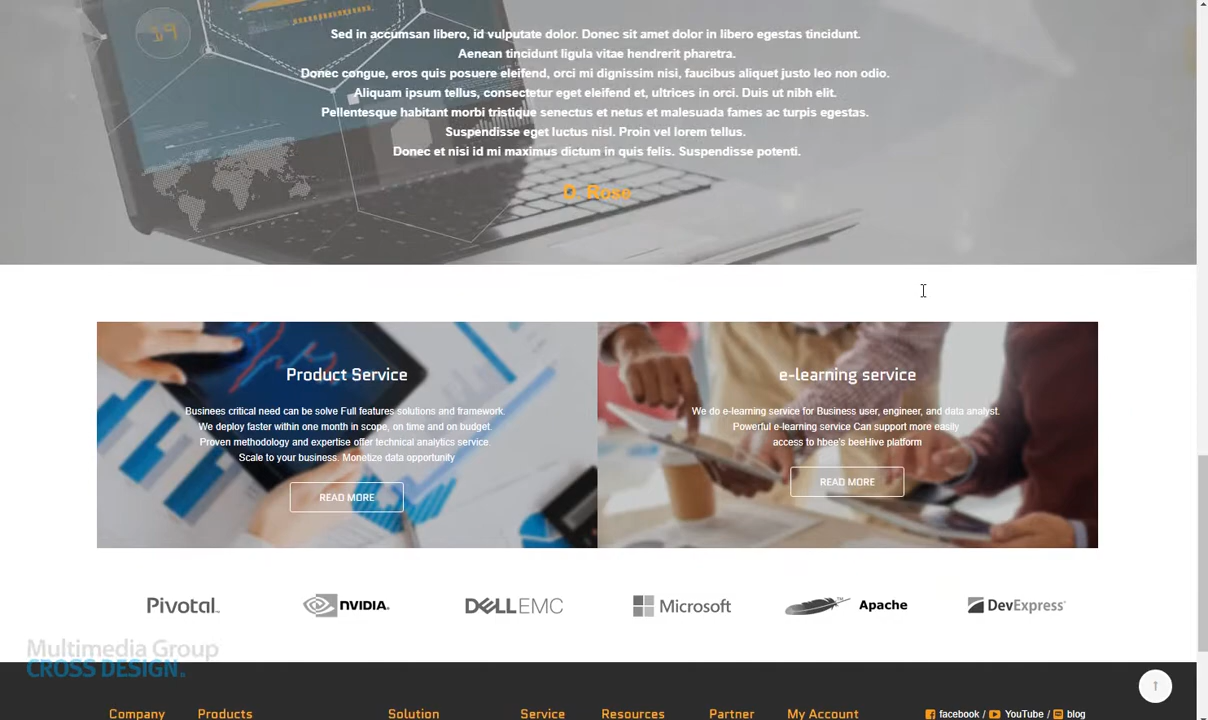 Sed in accumsan libero, id vulputate dolor. Donec sit amet dolor in libero egestas tincidunt.
Aenean tincidunt ligula vitae hendrerit pharetra.
Donec congue, eros quis posuere eleifend, orci mi dignissim nisi, faucibus aliquet justo leo non odio.
Aliquam ipsum tellus, consectetur eget eleifend et, ultrices in orci. Duis ut nibh elit.
Pellentesque habitant morbi tristique senectus et netus et malesuada fames ac turpis egestas.
Suspendisse eget luctus nisl. Proin vel lorem tellus.
Donec et nisi id mi maximus dictum in quis felis. Suspendisse potenti.
O. Rose
Product Service
Businees critical need can be solve Full features solutions and framework.
We deploy faster within one month in scope, on time and on budget.
Proven methodology and expertise offer technical analytics service.
Scale to your business. Monetize data opportunity
READ MORE
e-learning service
We do e-learning service for Business user, engineer, and data analyst.
Powerful e-learning service Can support more easily
access to hbee's beeHive platform
READ MORE
Pivotal. NVIDIA. DELL EMC Microsoft Apache DevExpress
Multimedia Group
CROSS DESIGN.
Company Products Solution Service Resources Partner My Account facebook / YouTube / blog